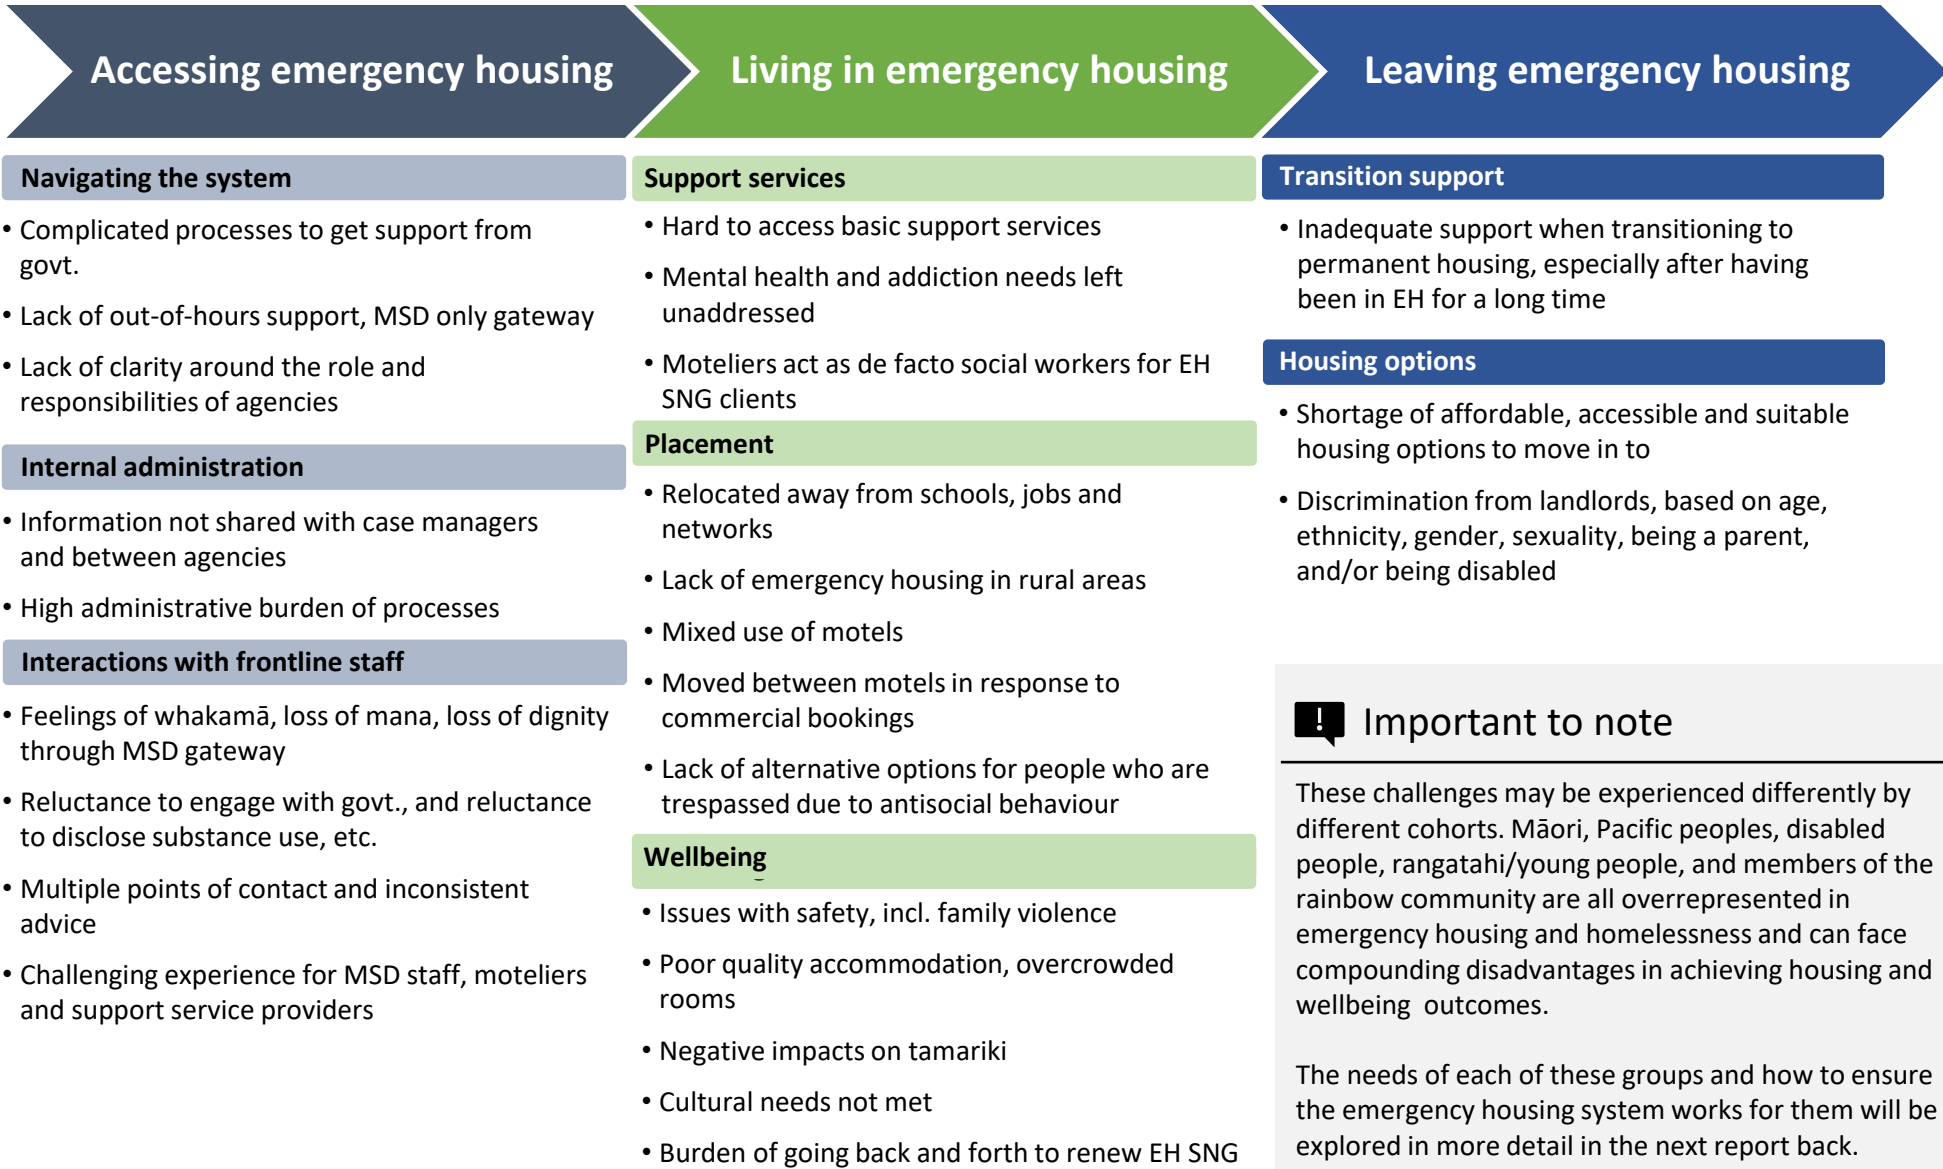 Accessing emergency housing
Living in emergency housing
Leaving emergency housing
Navigating the system
• Complicated processes to get support from
govt.
• Lack of out-of-hours support, MSD only gateway
• Lack of clarity around the role and
responsibilities of agencies
Internal administration
• Information not shared with case managers
and between agencies
• High administrative burden of processes
Interactions with frontline staff
• Feelings of whakamā, loss of mana, loss of dignity
through MSD gateway
• Reluctance to engage with govt., and reluctance
to disclose substance use, etc.
• Multiple points of contact and inconsistent
advice
• Challenging experience for MSD staff, moteliers
and support service providers
Support services
• Hard to access basic support services
• Mental health and addiction needs left
unaddressed
• Moteliers act as de facto social workers for EH
SNG clients
Placement
• Relocated away from schools, jobs and
networks
• Lack of emergency housing in rural areas
• Mixed use of motels
• Moved between motels in response to
commercial bookings
• Lack of alternative options for people who are
trespassed due to antisocial behaviour
Wellbeing
• Issues with safety, incl. family violence
• Poor quality accommodation, overcrowded
rooms
• Negative impacts on tamariki
• Cultural needs not met
• Burden of going back and forth to renew EH SNG
Transition support
• Inadequate support when transitioning to
permanent housing, especially after having
been in EH for a long time
Housing options
• Shortage of affordable, accessible and suitable
housing options to move in to
• Discrimination from landlords, based on age,
ethnicity, gender, sexuality, being a parent,
and/or being disabled
! Important to note
These challenges may be experienced differently by
different cohorts. Māori, Pacific peoples, disabled
people, rangatahi/young people, and members of the
rainbow community are all overrepresented in
emergency housing and homelessness and can face
compounding disadvantages in achieving housing and
wellbeing outcomes.
The needs of each of these groups and how to ensure
the emergency housing system works for them will be
explored in more detail in the next report back.